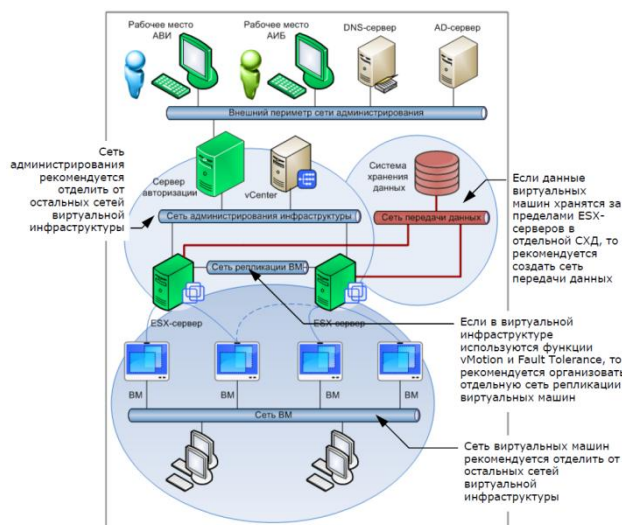 Рабочее место
АВИ
Рабочее место
АИБ
DNS-сервер
AD-сервер
Внешний периметр сети администрирования
Сеть
администрирования
рекомендуется
отделить от
остальных сетей
виртуальной
инфраструктуры
Сервер
авторизации
vCenter
Система
хранения
данных
Если данные
виртуальных
машин хранятся за
пределами ESX-
серверов в
отдельной СХД, то
рекомендуется
создать сеть
передачи данных
Сеть администрирования инфраструктуры
Сеть передачи данных
Сеть репликации ВМ
ESX-сервер
ESX-сервер
Если в виртуальной
инфраструктуре
используются функции
vMotion и Fault Tolerance, то
рекомендуется организовать
отдельную сеть репликации
виртуальных машин
ВМ
ВМ
ВМ
ВМ
Сеть ВМ
Сеть виртуальных машин
рекомендуется отделить от
остальных сетей
виртуальной
инфраструктуры